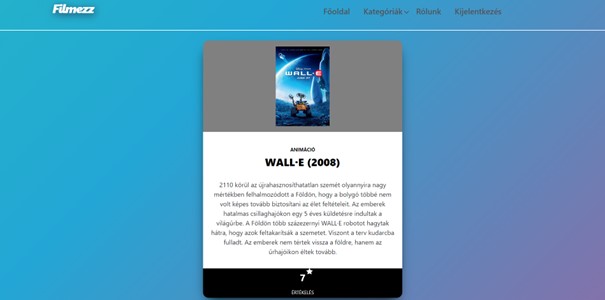 Filmezz
Főoldal Kategóriák Rólunk Kijelentkezés
WALL·E
ANIMÁCIÓ
WALL·E (2008)
2110 körül az újrahasznosíthatatlan szemét olyannyira nagy
mértékben felhalmozódott a Földön, hogy a bolygó többé nem
volt képes tovább biztosítani az élet feltételeit. Az emberek
hatalmas csillaghajókon egy 5 éves küldetésre indultak a
világűrbe. A Földön több százezernyi WALL·E robotot hagytak
hátra, hogy azok feltakarítsák a szemetet. Viszont a terv kudarcba
fulladt. Az emberek nem tértek vissza a földre, hanem az
űrhajóikon éltek tovább.
7
ÉRTÉKELÉS